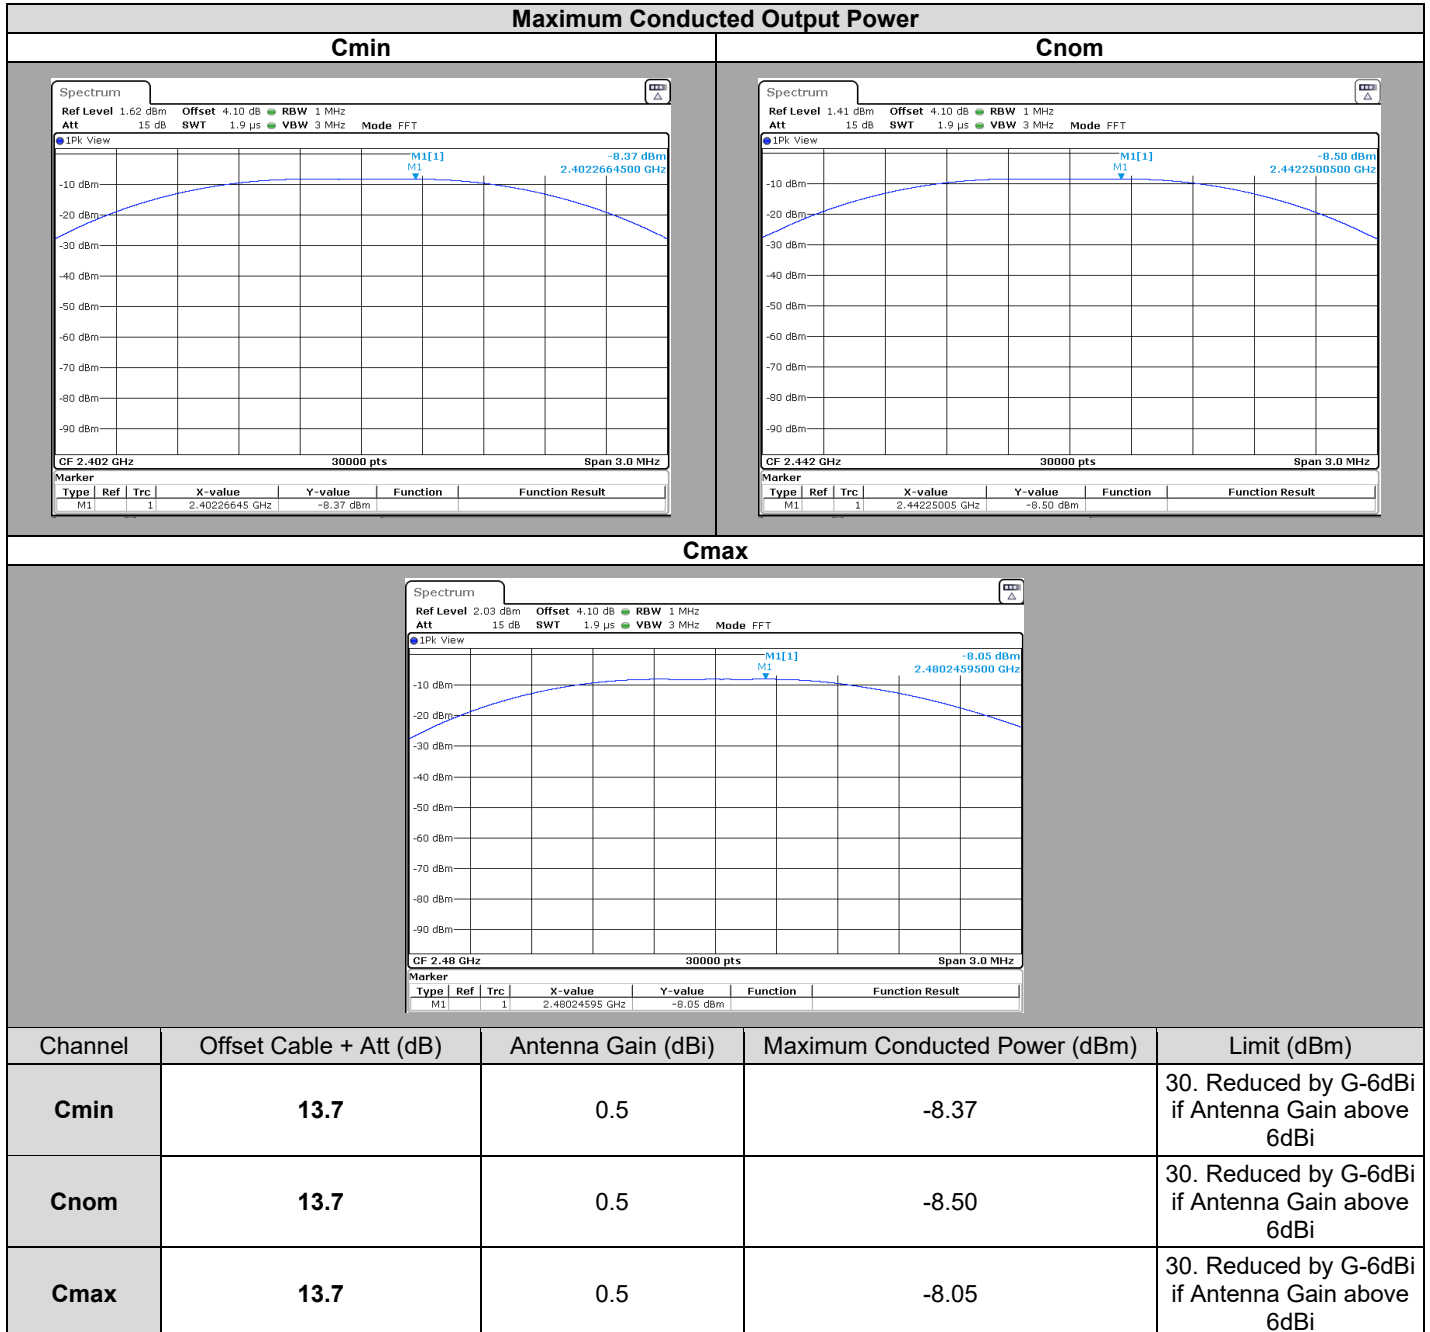 Maximum Conducted Output Power
Cmin
Cnom
Spectrum
Ref Level 1.62 dBm Offset 4.10 dB RBW 1 MHz
Att 15 dB SWT 1.9 µs VBW 3 MHz Mode FFT
1Pk View
M1[1] -8.37 dBm
M1 2.4022664500 GHz
-10 dBm
-20 dBm
-30 dBm
-40 dBm
-50 dBm
-60 dBm
-70 dBm
-80 dBm
-90 dBm
CF 2.402 GHz 30000 pts Span 3.0 MHz
Marker
Type Ref Trc X-value Y-value Function Function Result
M1 1 2.40226645 GHz -8.37 dBm
Spectrum
Ref Level 1.41 dBm Offset 4.10 dB RBW 1 MHz
Att 15 dB SWT 1.9 µs VBW 3 MHz Mode FFT
1Pk View
M1[1] -8.50 dBm
M1 2.4422500500 GHz
-10 dBm
-20 dBm
-30 dBm
-40 dBm
-50 dBm
-60 dBm
-70 dBm
-80 dBm
-90 dBm
CF 2.442 GHz 30000 pts Span 3.0 MHz
Marker
Type Ref Trc X-value Y-value Function Function Result
M1 1 2.44225005 GHz -8.50 dBm
Cmax
Spectrum
Ref Level 2.03 dBm Offset 4.10 dB RBW 1 MHz
Att 15 dB SWT 1.9 µs VBW 3 MHz Mode FFT
1Pk View
M1[1] -8.05 dBm
M1 2.4802459500 GHz
-10 dBm
-20 dBm
-30 dBm
-40 dBm
-50 dBm
-60 dBm
-70 dBm
-80 dBm
-90 dBm
CF 2.48 GHz 30000 pts Span 3.0 MHz
Marker
Type Ref Trc X-value Y-value Function Function Result
M1 1 2.48024595 GHz -8.05 dBm
Channel Offset Cable + Att (dB) Antenna Gain (dBi) Maximum Conducted Power (dBm) Limit (dBm)
Cmin 13.7 0.5 -8.37 30. Reduced by G-6dBi
if Antenna Gain above
6dBi
Cnom 13.7 0.5 -8.50 30. Reduced by G-6dBi
if Antenna Gain above
6dBi
Cmax 13.7 0.5 -8.05 30. Reduced by G-6dBi
if Antenna Gain above
6dBi